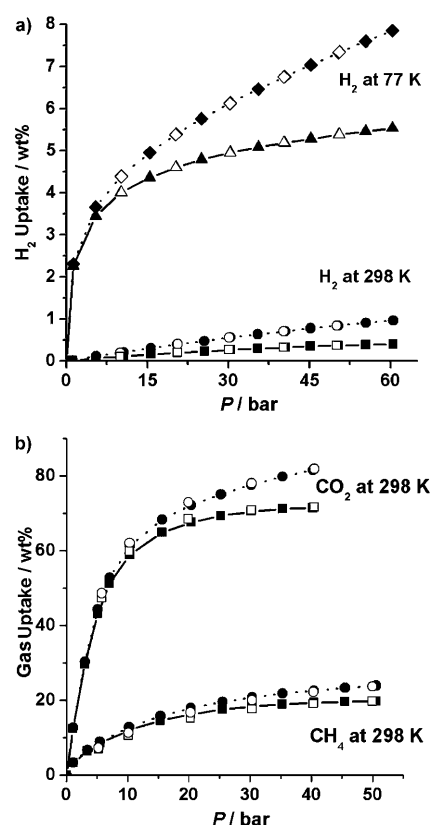 a)
8
7
6
5
4
3
2
1
0
H₂ Uptake / wt%
H₂ at 77 K
H₂ at 298 K
0 15 30 45 60
P / bar
b)
80
60
40
20
0
Gas Uptake / wt%
CO₂ at 298 K
CH₄ at 298 K
0 10 20 30 40 50
P / bar